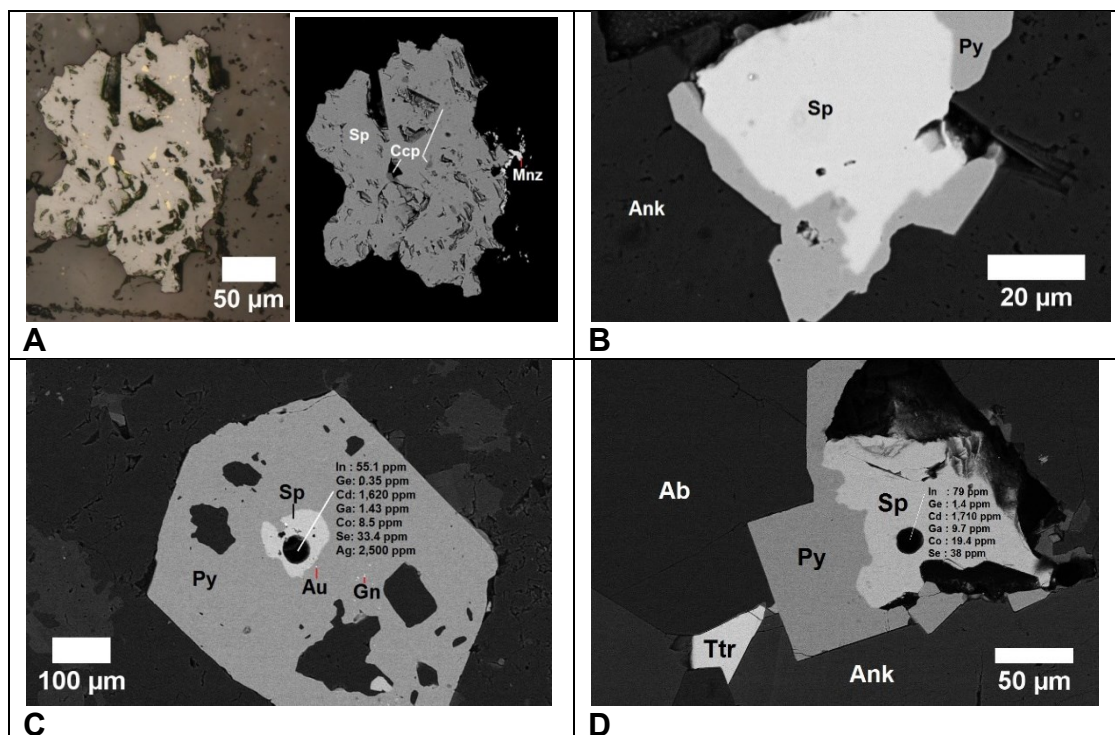 Sp
Ccp
Mnz
50 µm
A
Py
Sp
Ank
20 µm
B
In : 55.1 ppm
Ge: 0.35 ppm
Cd: 1,620 ppm
Ga: 1.43 ppm
Co: 8.5 ppm
Se: 33.4 ppm
Ag: 2,500 ppm
Sp
Py
Au
Gn
100 µm
C
Ab
Sp
In : 79 ppm
Ge : 1.4 ppm
Cd : 1,710 ppm
Ga : 9.7 ppm
Co : 19.4 ppm
Se : 38 ppm
Py
Ttr
Ank
50 µm
D